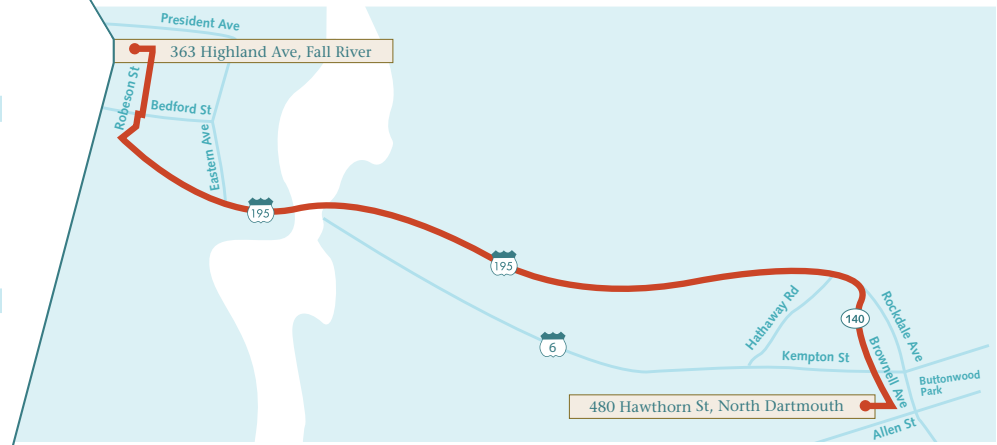 President Ave
363 Highland Ave, Fall River
Robeson St
Bedford St
Eastern Ave
195
195
Hathaway Rd
Rockdale Ave
140
6
Kempton St
Brownell Ave
Buttonwood
Park
480 Hawthorn St, North Dartmouth
Allen St